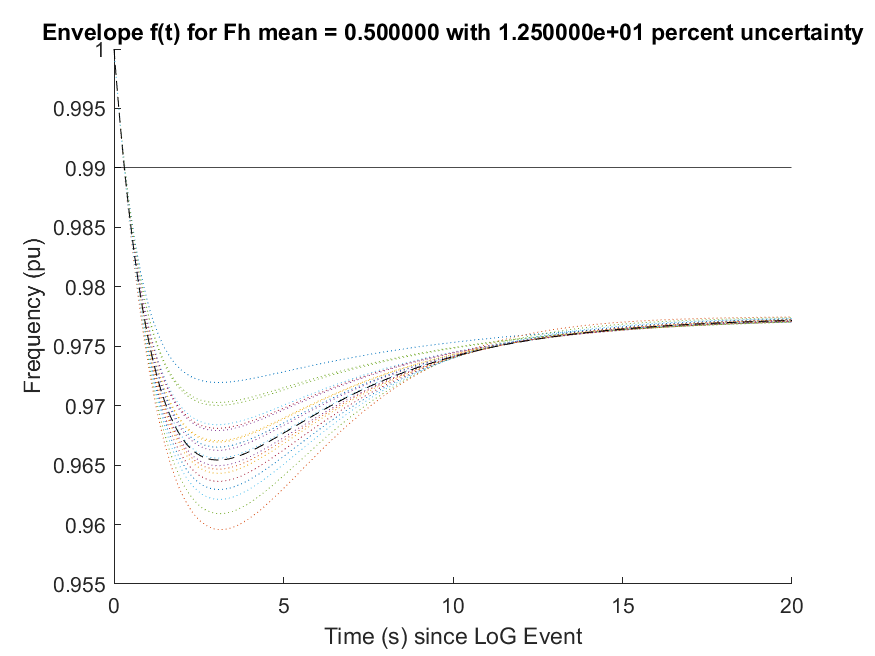 Envelope f(t) for Fh mean = 0.500000 with 1.250000e+01 percent uncertainty
1
0.995
0.99
0.985
0.98
0.975
0.97
0.965
0.96
0.955
Frequency (pu)
0 5 10 15 20
Time (s) since LoG Event